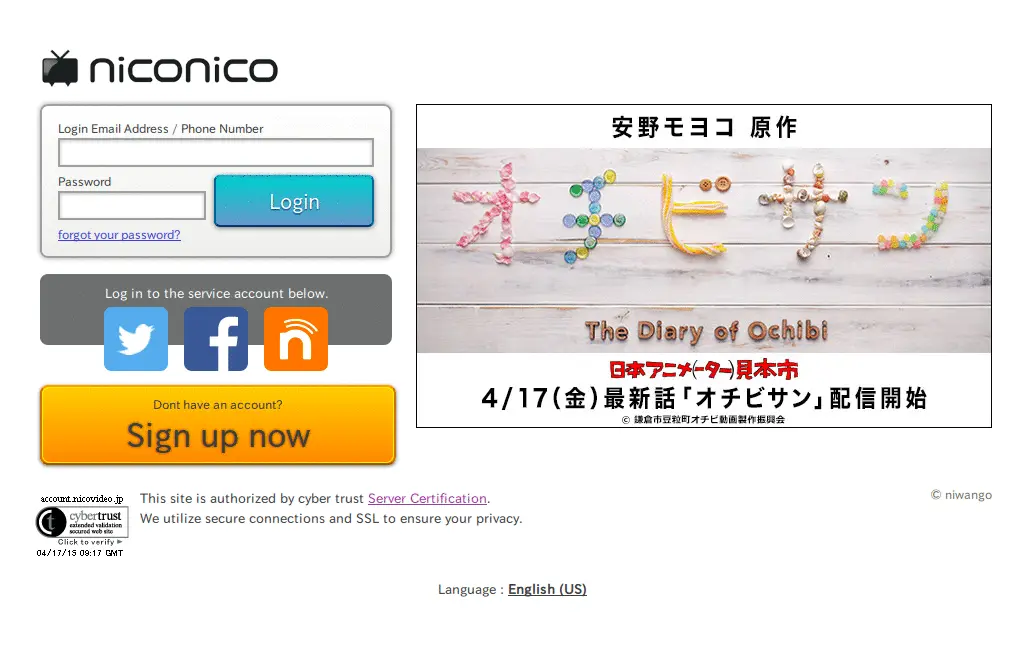 niconico
Login Email Address / Phone Number
Password
Login
forgot your password?
Log in to the service account below.
Dont have an account?
Sign up now
安野モヨコ 原作
オチビサン
The Diary of Ochibi
日本アニメ(ーター)見本市
4/17(金)最新話「オチビサン」配信開始
© 鎌倉市豆粒町オチビ動画製作振興会
account.nicovideo.jp
cybertrust
extended validation
secured web site
Click to verify
04/17/15 09:17 GMT
This site is authorized by cyber trust Server Certification.
We utilize secure connections and SSL to ensure your privacy.
© niwango
Language : English (US)